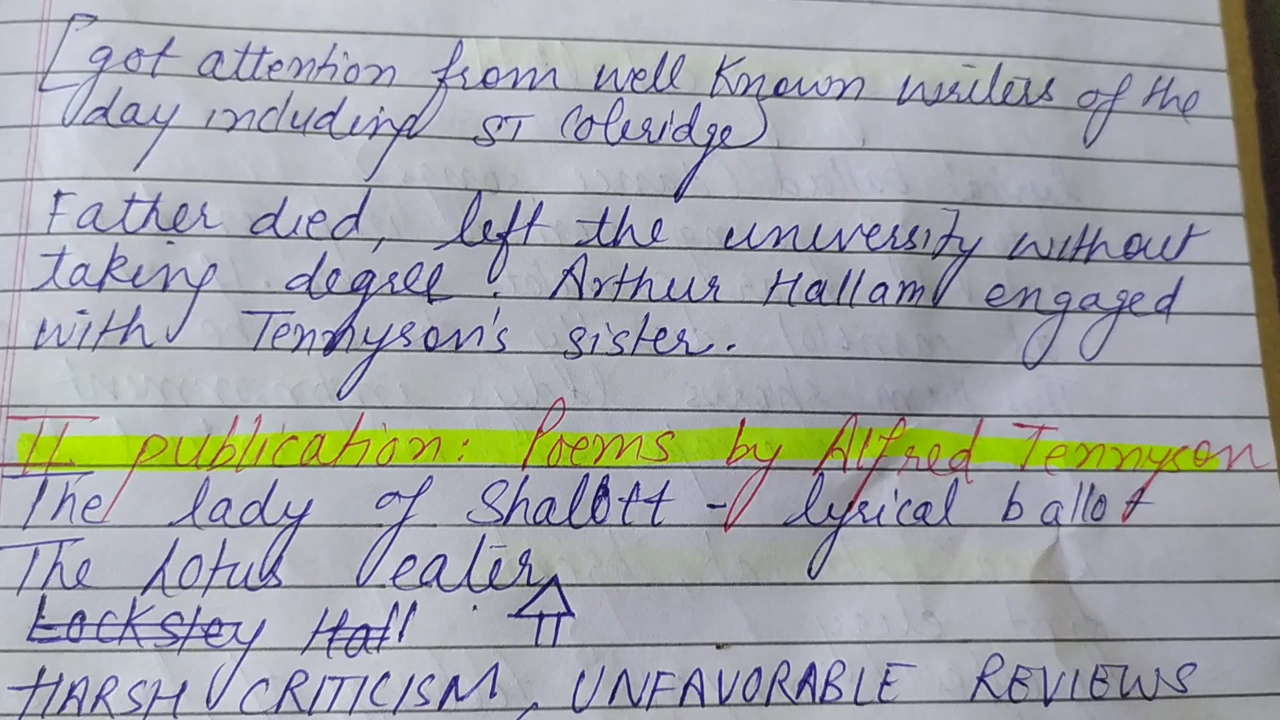 [got attention from well known writers of the
day including ST Coleridge
Father died, left the university without
taking degree. Arthur Hallam engaged
with Tennyson's sister.
II publication: Poems by Alfred Tennyson
The lady of Shallott - lyrical ballot
The Lotus eater
Locksley Hall
HARSH CRITICISM, UNFAVORABLE REVIEWS